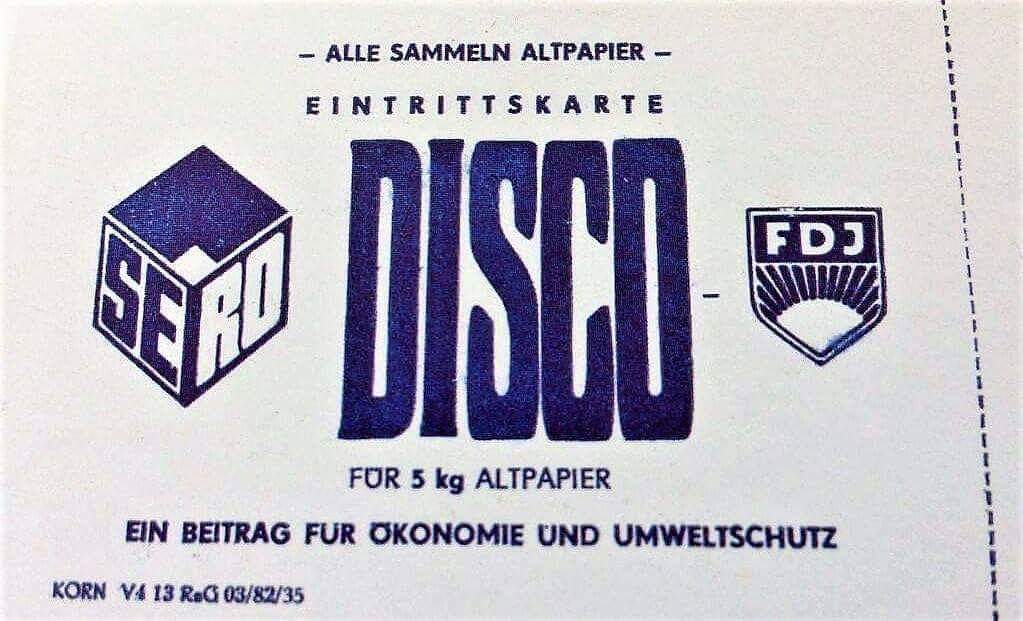 – ALLE SAMMELN ALTPAPIER –
EINTRITTSKARTE
SERO
DISCO -
FDJ
FÜR 5 kg ALTPAPIER
EIN BEITRAG FÜR ÖKONOMIE UND UMWELTSCHUTZ
KORN V4 13 ReG 03/82/35